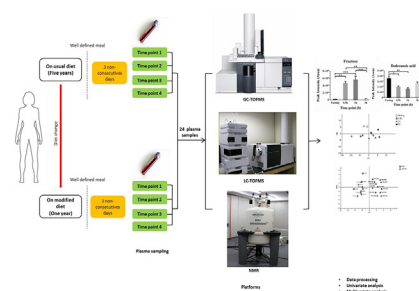 Well defined meal
On usual diet
(Five years)
3 non-
consecutives
days
Time point 1
Time point 2
Time point 3
Time point 4
Diet change
Well defined meal
On modified
diet
(One year)
3 non-
consecutives
days
Time point 1
Time point 2
Time point 3
Time point 4
Plasma sampling
24 plasma
samples
GC-TOFMS
LC-TOFMS
NMR
Platforms
Fructose
Dodecanoic acid
Time point (h)
Time point (h)
• Data processing
• Univariate analysis